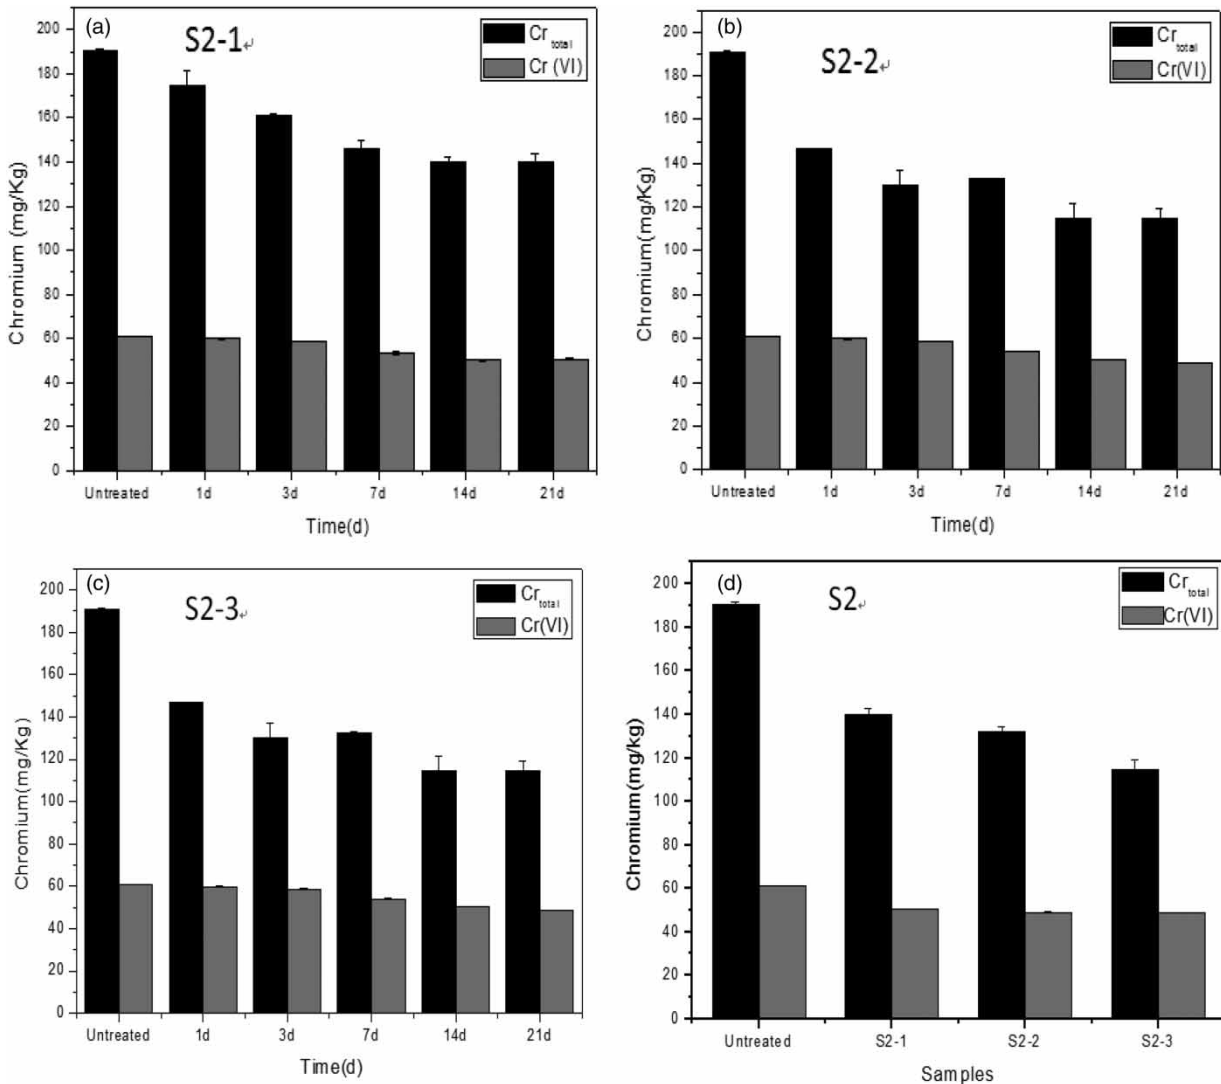 (a)
S2-1↵
Cr total
Cr (VI)
Chromium (mg/Kg)
200
180
160
140
120
100
80
60
40
20
0
Untreated 1d 3d 7d 14d 21d
Time(d)
(b)
S2-2↵
Cr total
Cr(VI)
Chromium(mg/Kg)
200
180
160
140
120
100
80
60
40
20
0
Untreated 1d 3d 7d 14d 21d
Time(d)
(c)
S2-3↵
Cr total
Cr(VI)
Chromium(mg/Kg)
200
180
160
140
120
100
80
60
40
20
0
Untreated 1d 3d 7d 14d 21d
Time(d)
(d)
S2↵
Cr total
Cr(VI)
Chromium(mg/kg)
200
180
160
140
120
100
80
60
40
20
0
Untreated S2-1 S2-2 S2-3
Samples